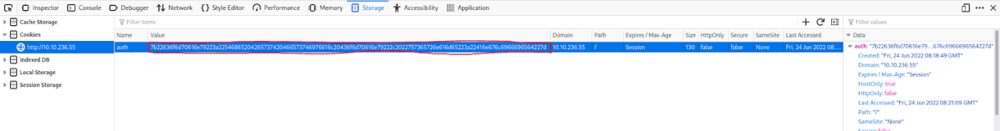 Inspector Console Debugger Network Style Editor Performance Memory Storage Accessibility Application
Cache Storage
Cookies
http://10.10.236.55
Indexed DB
Local Storage
Session Storage
Filter Items
Name Value Domain Path Expires / Max-Age Size HttpOnly Secure SameSite Last Accessed
auth 7b22636f6d70616e79223a22546865204265737420466573746976616c20436f6d70616e79222c2022757365726e616d65223a22416e676c6966696564227d 10.10.236.55 / Session 130 false false None Fri, 24 Jun 2022 08:...
Filter values
Data
auth: "7b22636f6d70616e79...676c6966696564227d"
Created: "Fri, 24 Jun 2022 08:18:49 GMT"
Domain: "10.10.236.55"
Expires / Max-Age: "Session"
HostOnly: true
HttpOnly: false
Last Accessed: "Fri, 24 Jun 2022 08:21:09 GMT"
Path: "/"
SameSite: "None"
Secure: false